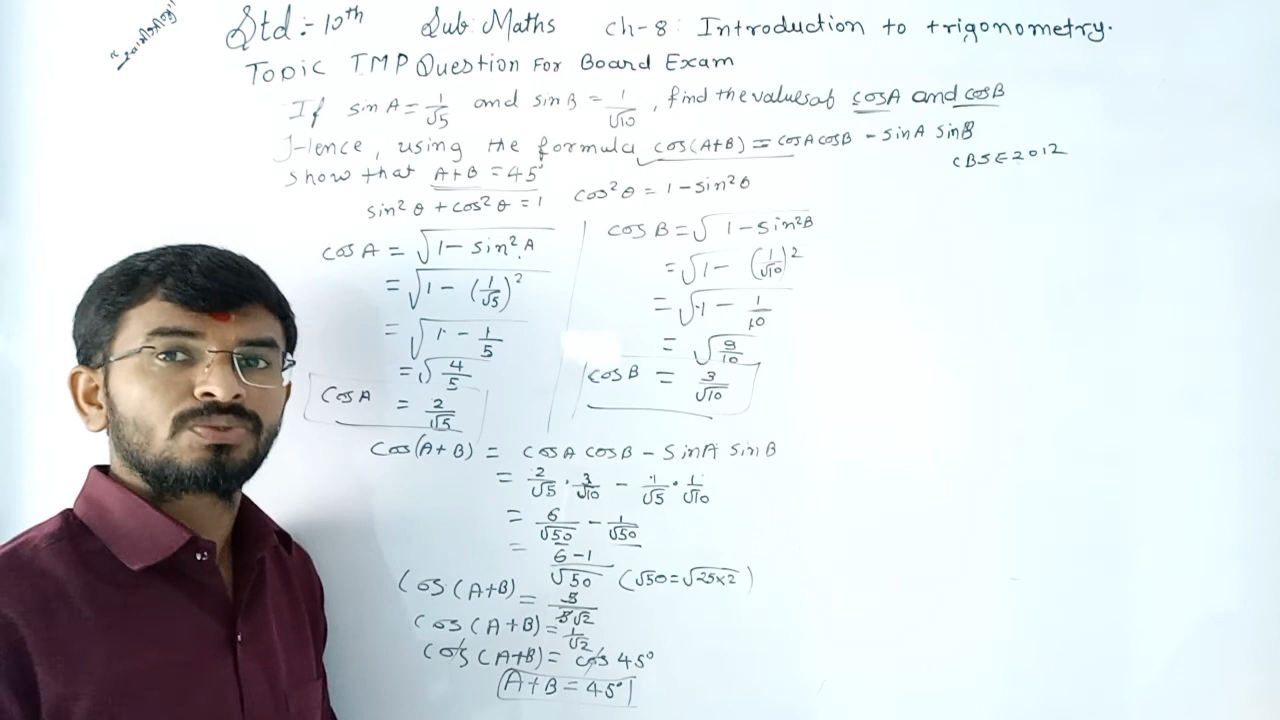 Std:- 10th Sub: Maths Ch-8: Introduction to trigonometry.
Topic IMP Question For Board Exam
If sin A = 1/√5 and sin B = 1/√10, find the values of cosA and cosB
Hence, using the formula cos(A+B) = cosA cosB - sinA sinB
show that A+B = 45° CBSE 2012
sin²θ + cos²θ = 1 cos²θ = 1 - sin²θ
cosA = √1 - sin²A
= √1 - (1/√5)²
= √1 - 1/5
= √4/5
cosA = 2/√5
cosB = √1 - sin²B
= √1 - (1/√10)²
= √1 - 1/10
= √9/10
cosB = 3/√10
Cos(A+B) = cosA cosB - SinA sinB
= 2/√5 · 3/√10 - 1/√5 · 1/√10
= 6/√50 - 1/√50
= 6-1/√50 (√50 = √25×2)
Cos(A+B) = 5/5√2
Cos(A+B) = 1/√2
Cos(A+B) = cos 45°
A+B = 45°